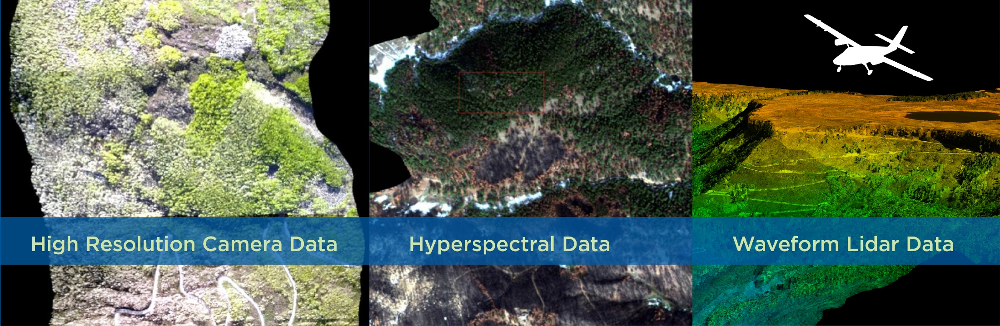 High Resolution Camera Data
Hyperspectral Data
Waveform Lidar Data